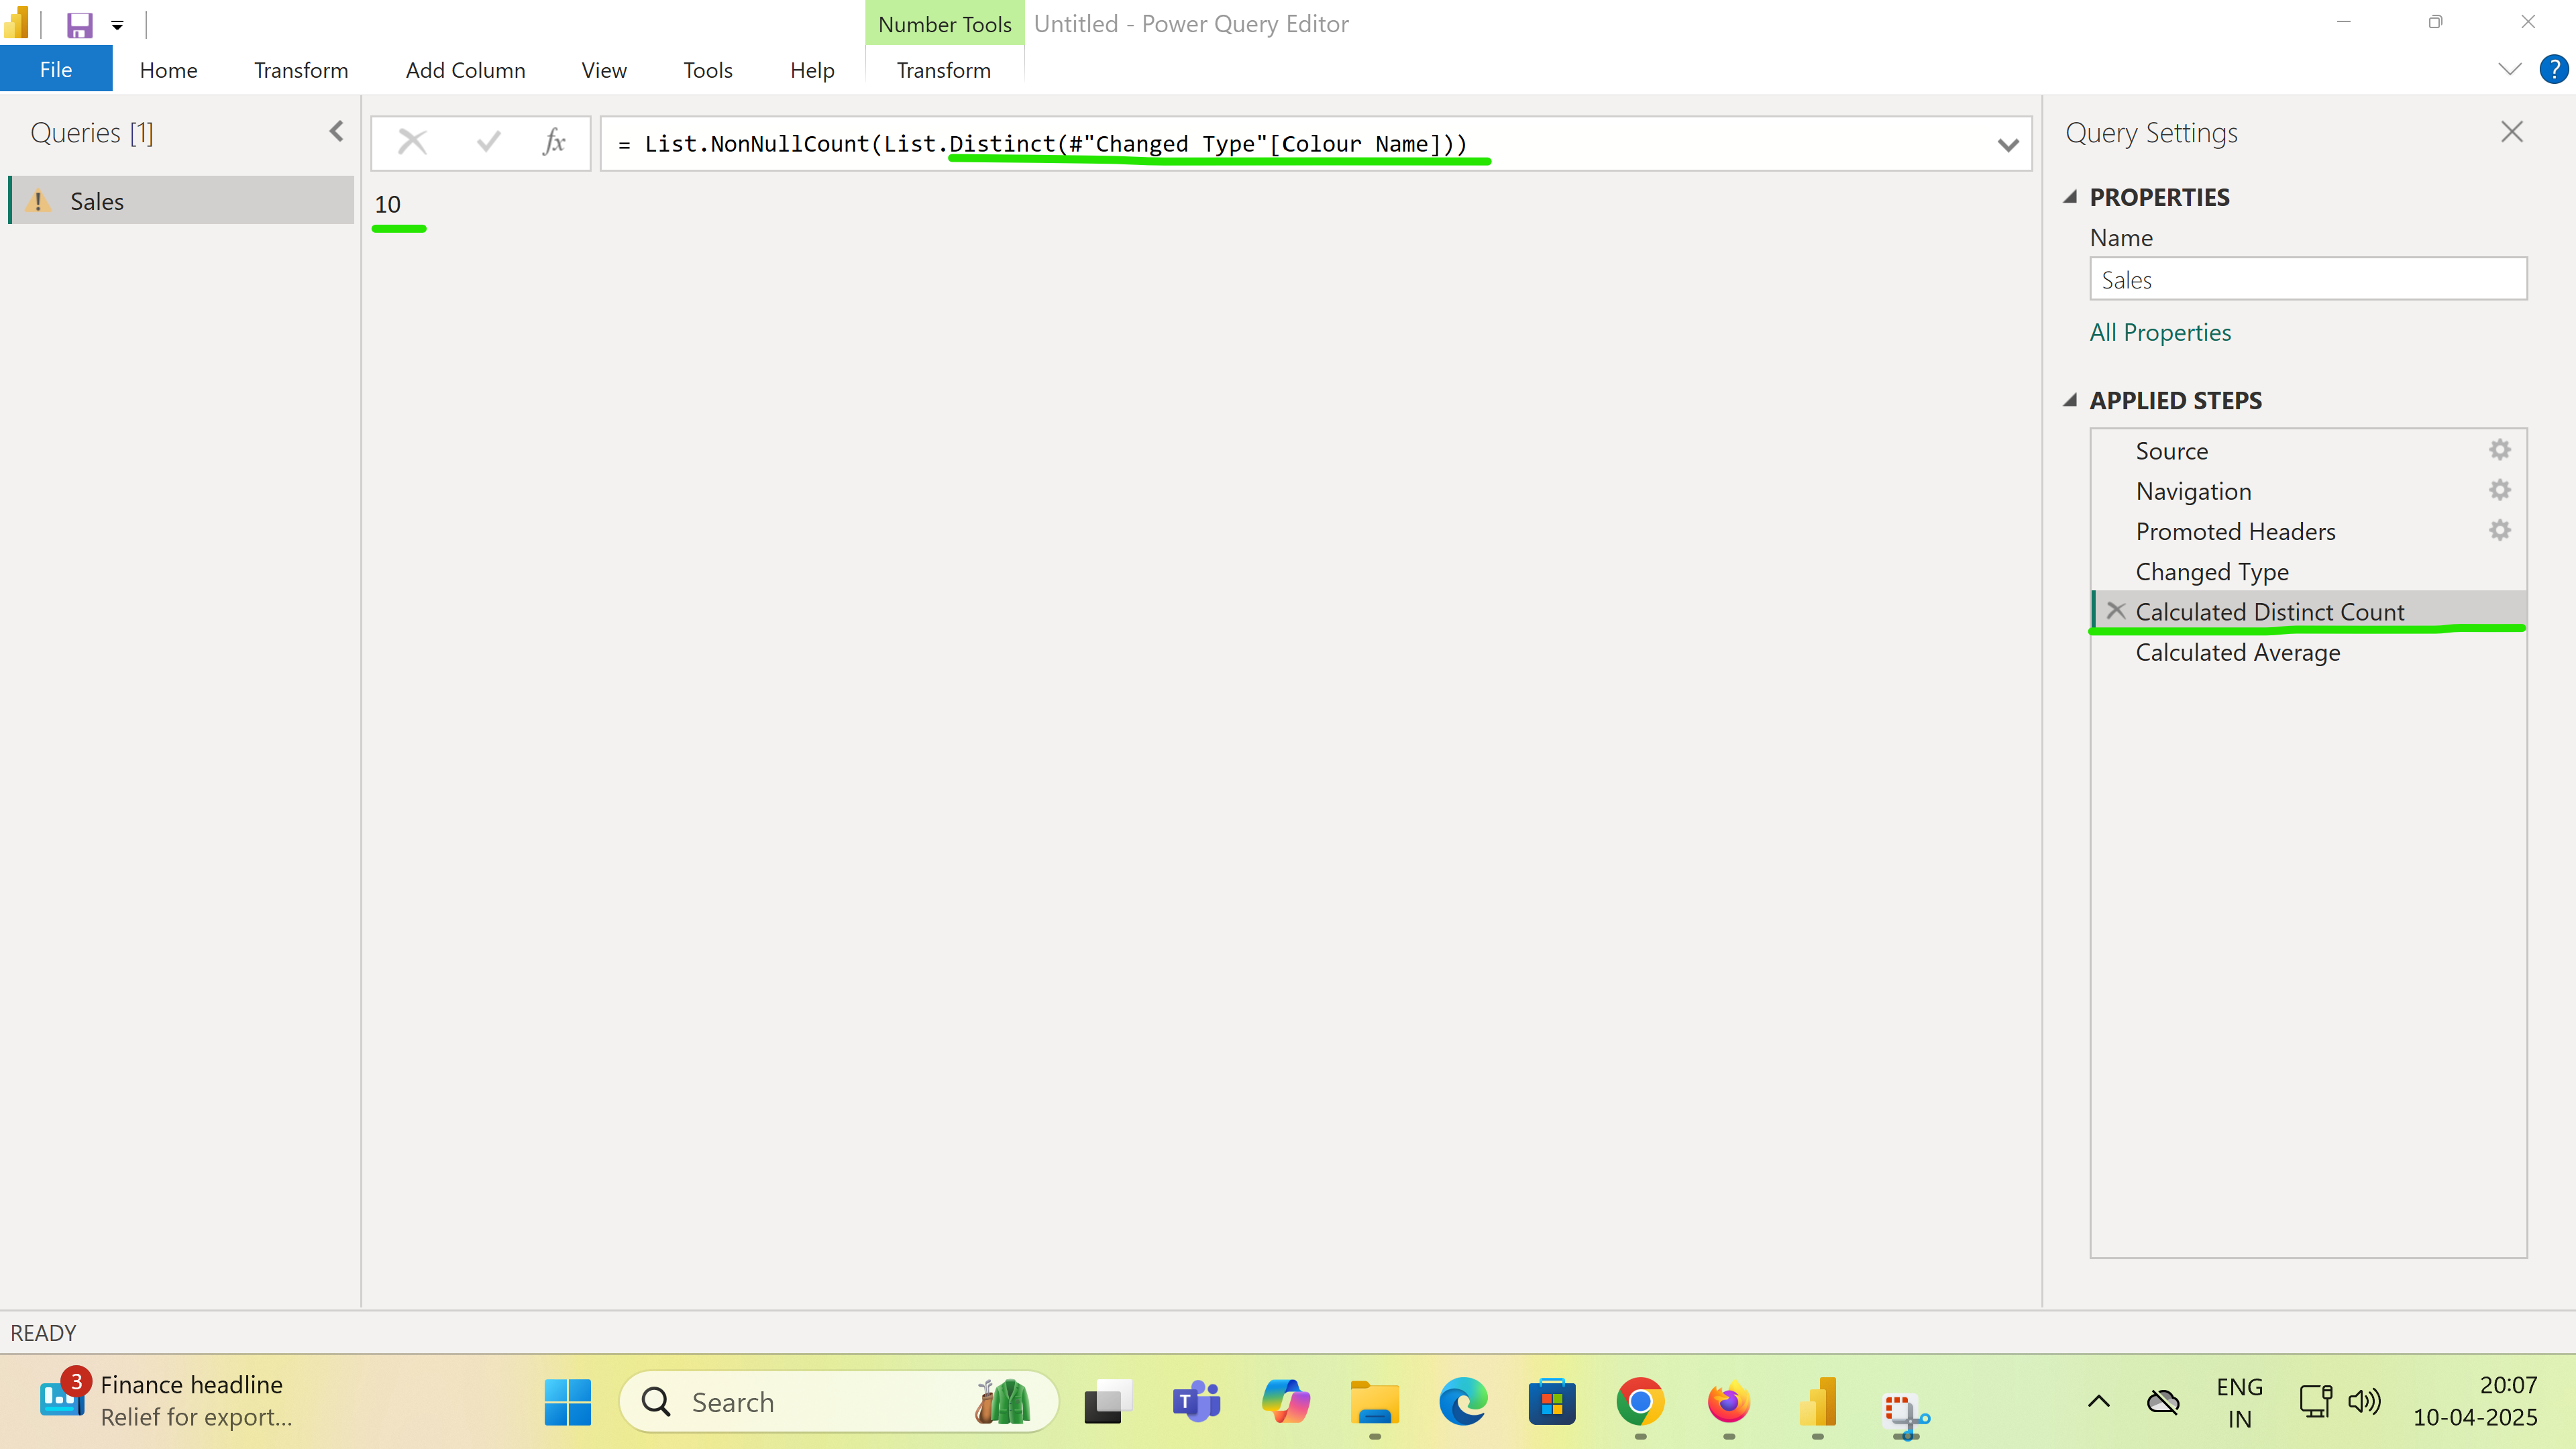 Number Tools
Untitled - Power Query Editor
File
Home
Transform
Add Column
View
Tools
Help
Transform
?
Queries [1]
fx
= List.NonNullCount(List.Distinct(#"Changed Type"[Colour Name]))
Query Settings
Sales
10
PROPERTIES
Name
Sales
All Properties
APPLIED STEPS
Source
Navigation
Promoted Headers
Changed Type
Calculated Distinct Count
Calculated Average
READY
3
Finance headline
Relief for export...
Search
T
ENG
IN
20:07
10-04-2025